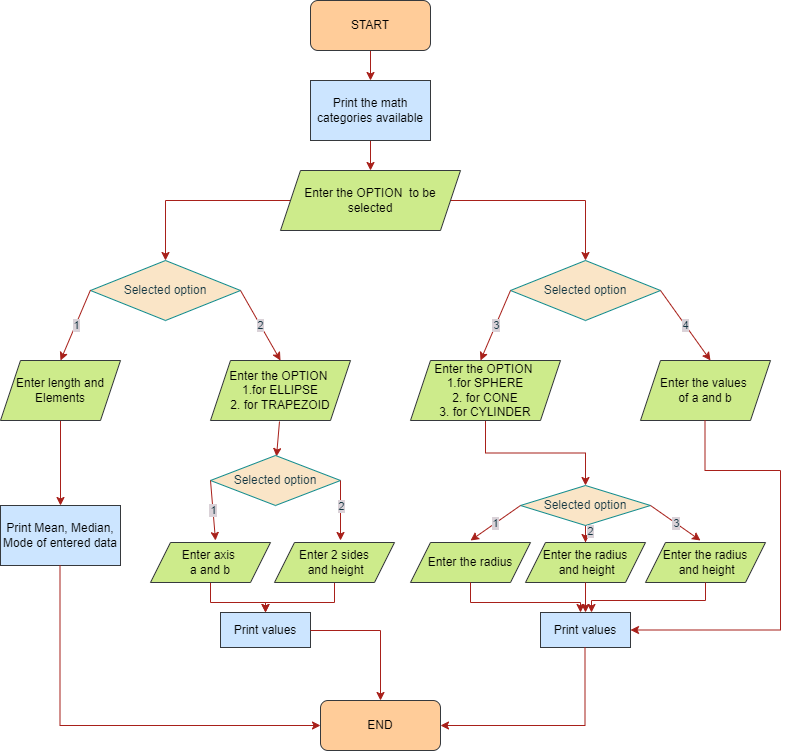 START
Print the math
categories available
Enter the OPTION to be
selected
Selected option
Selected option
1
2
3
4
Enter length and
Elements
Enter the OPTION
1.for ELLIPSE
2. for TRAPEZOID
Enter the OPTION
1.for SPHERE
2. for CONE
3. for CYLINDER
Enter the values
of a and b
Selected option
1
2
Selected option
1
2
3
Print Mean, Median,
Mode of entered data
Enter axis
a and b
Enter 2 sides
and height
Enter the radius
Enter the radius
and height
Enter the radius
and height
Print values
Print values
END